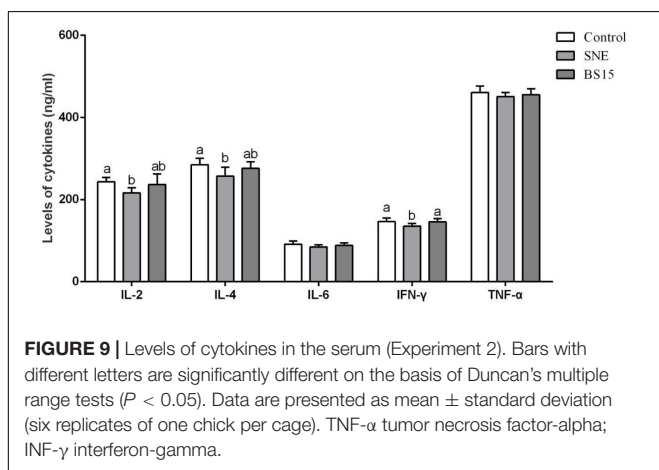 600
400
200
0
Levels of cytokines (ng/ml)
Control
SNE
BS15
a
b
ab
a
b
ab
a
b
a
IL-2
IL-4
IL-6
IFN-γ
TNF-α
FIGURE 9 | Levels of cytokines in the serum (Experiment 2). Bars with
different letters are significantly different on the basis of Duncan's multiple
range tests (P < 0.05). Data are presented as mean ± standard deviation
(six replicates of one chick per cage). TNF-α tumor necrosis factor-alpha;
INF-γ interferon-gamma.